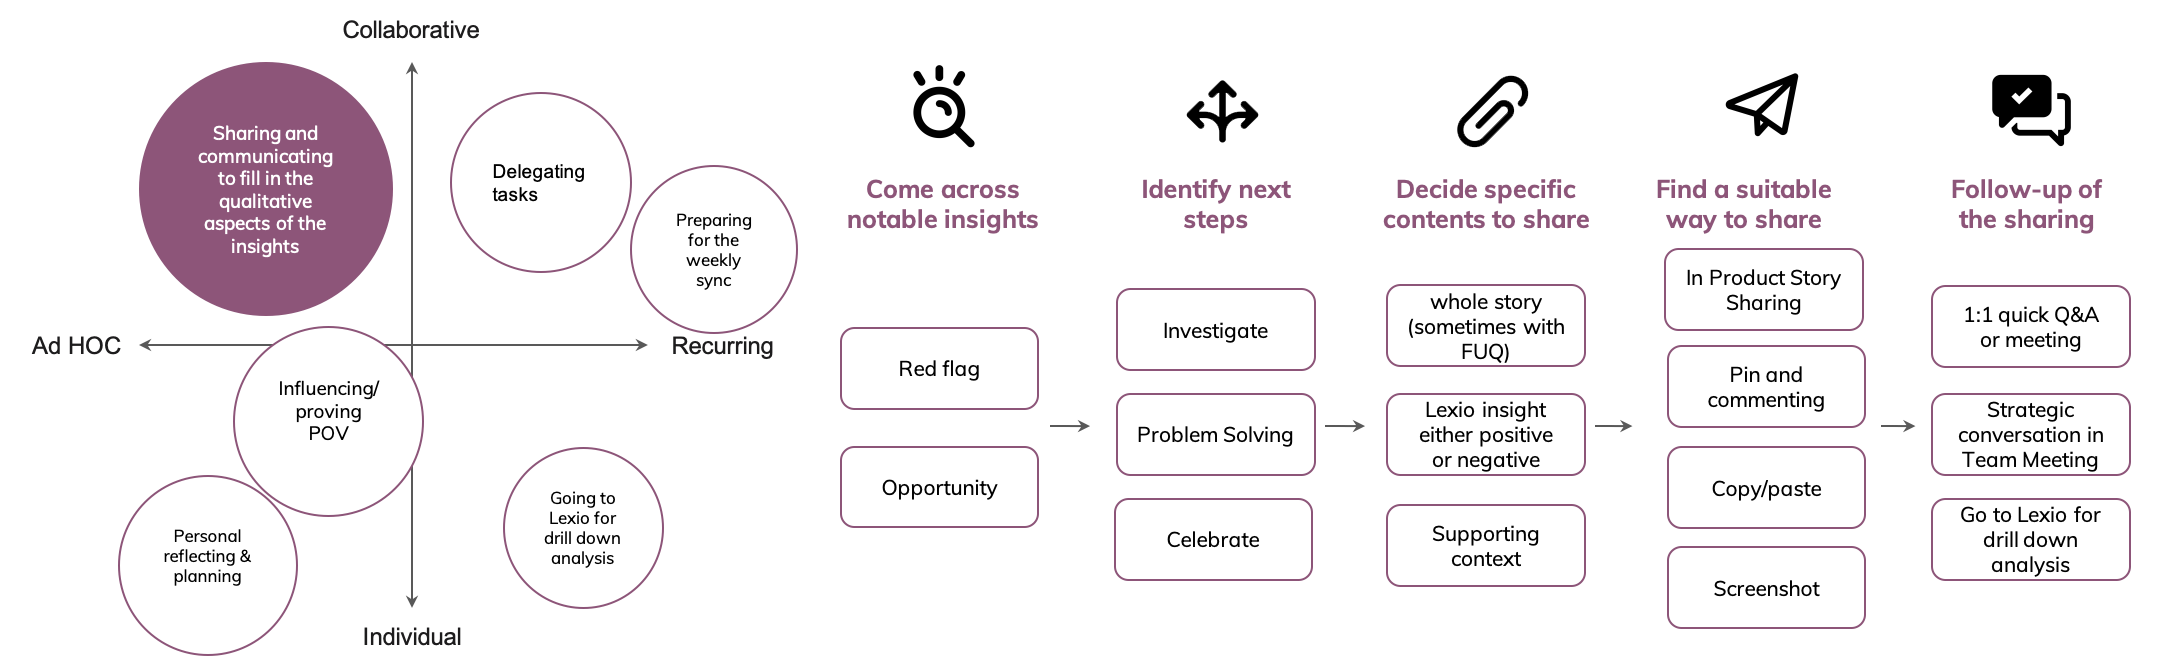 Collaborative
Sharing and
communicating
to fill in the
qualitative
aspects of the
insights
Delegating
tasks
Preparing
for the
weekly
sync
Ad HOC
Recurring
Influencing/
proving
POV
Personal
reflecting &
planning
Going to
Lexio for
drill down
analysis
Individual
Come across
notable insights
Red flag
Opportunity
Identify next
steps
Investigate
Problem Solving
Celebrate
Decide specific
contents to share
whole story
(sometimes with
FUQ)
Lexio insight
either positive
or negative
Supporting
context
Find a suitable
way to share
In Product Story
Sharing
Pin and
commenting
Copy/paste
Screenshot
Follow-up of
the sharing
1:1 quick Q&A
or meeting
Strategic
conversation in
Team Meeting
Go to Lexio for
drill down
analysis